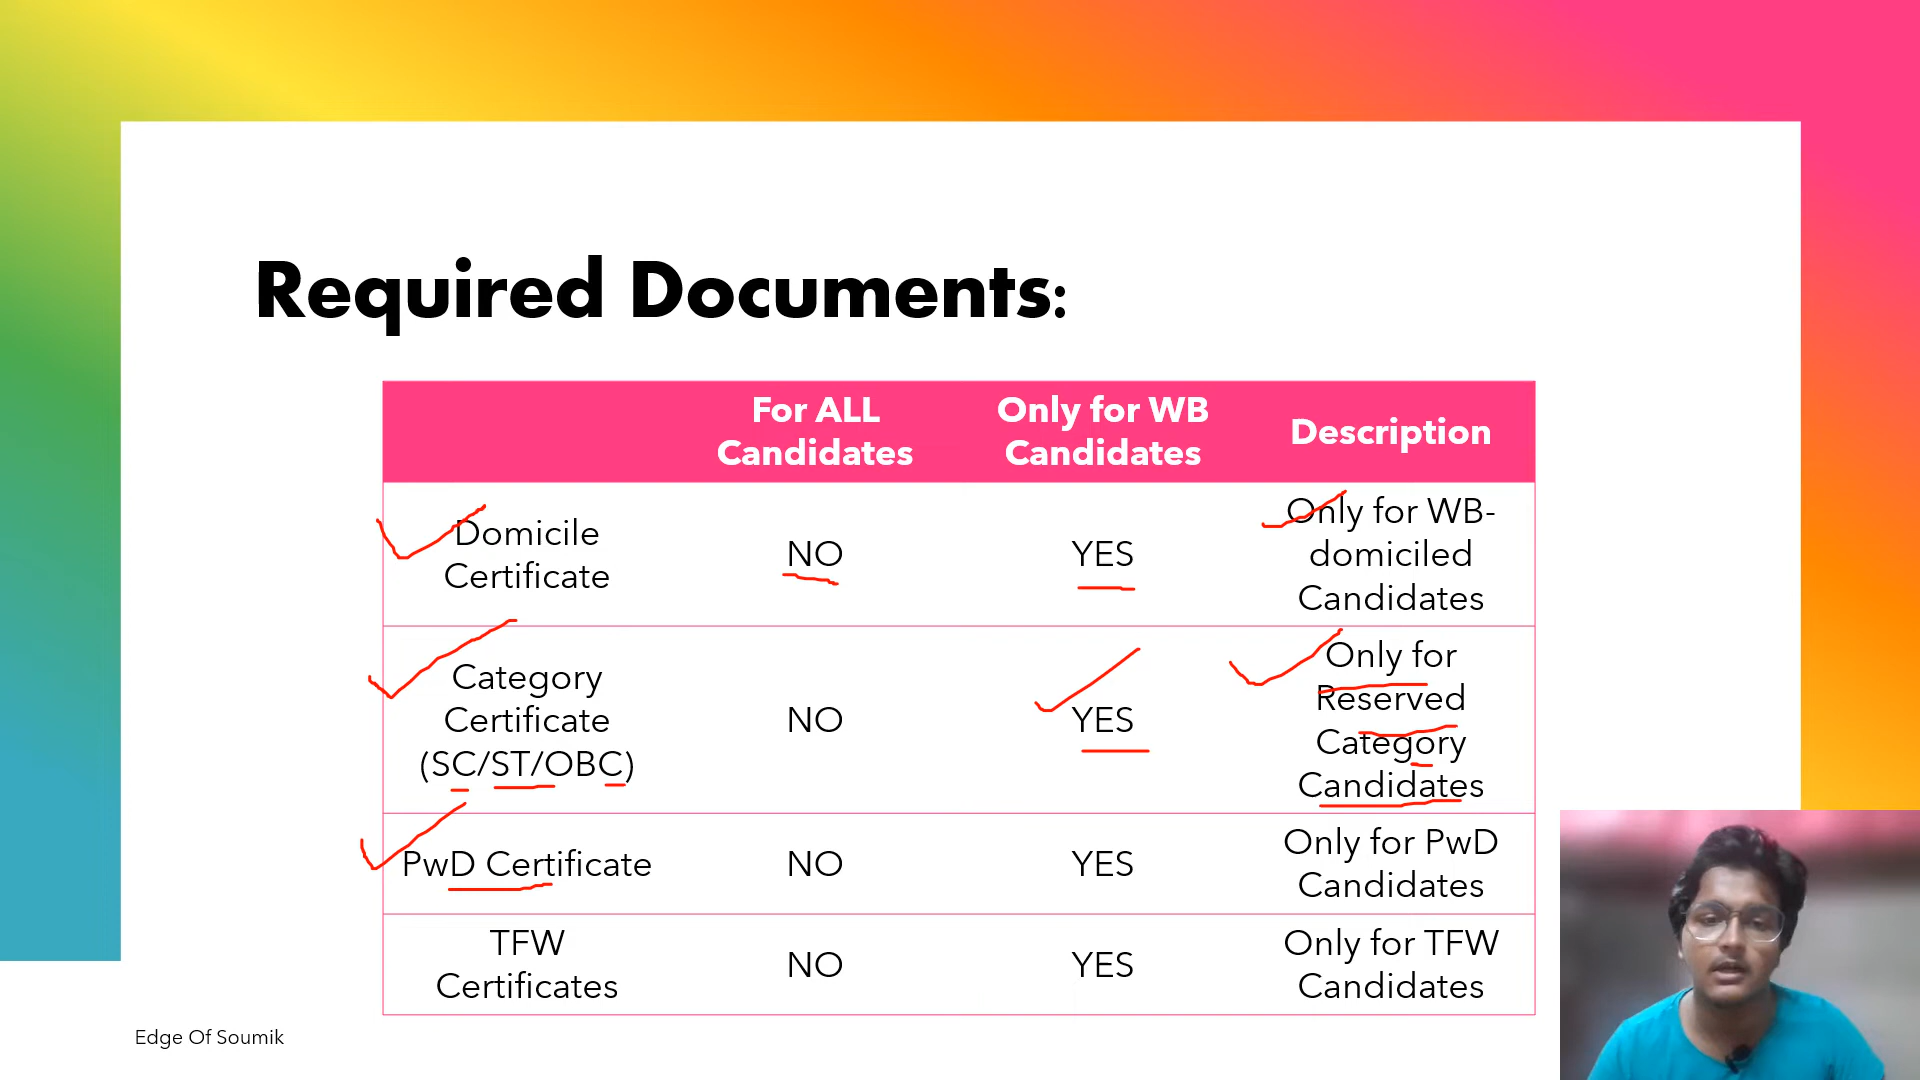 Required Documents:
For ALL
Candidates
Only for WB
Candidates
Description
Domicile
Certificate
NO
YES
Only for WB-
domiciled
Candidates
Category
Certificate
(SC/ST/OBC)
NO
YES
Only for
Reserved
Category
Candidates
PwD Certificate
NO
YES
Only for PwD
Candidates
TFW
Certificates
NO
YES
Only for TFW
Candidates
Edge Of Soumik